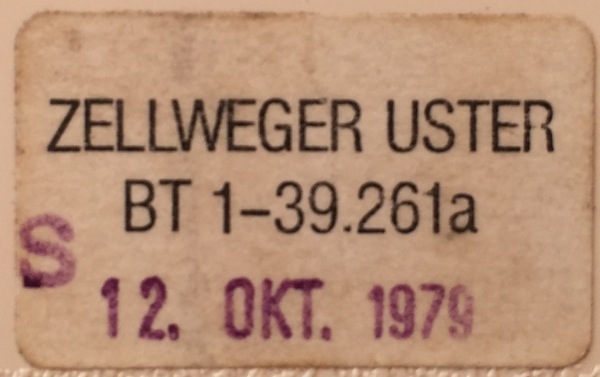 ZELLWEGER USTER
BT 1-39.261a
S
12. OKT. 1979